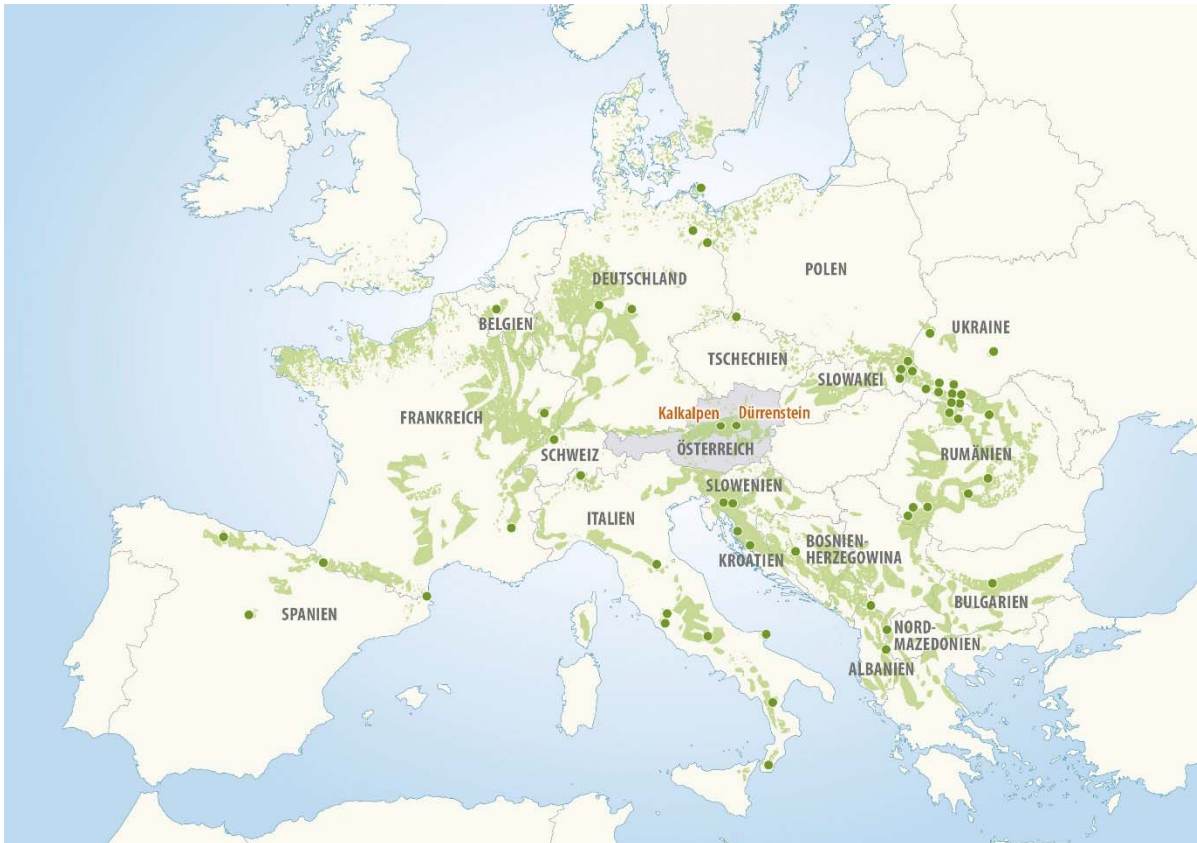 POLEN
DEUTSCHLAND
BELGIEN
UKRAINE
TSCHECHIEN
SLOWAKEI
FRANKREICH
Kalkalpen
Dürrenstein
SCHWEIZ
ÖSTERREICH
RUMÄNIEN
SLOWENIEN
ITALIEN
BOSNIEN-
HERZEGOWINA
KROATIEN
SPANIEN
BULGARIEN
NORD-
MAZEDONIEN
ALBANIEN